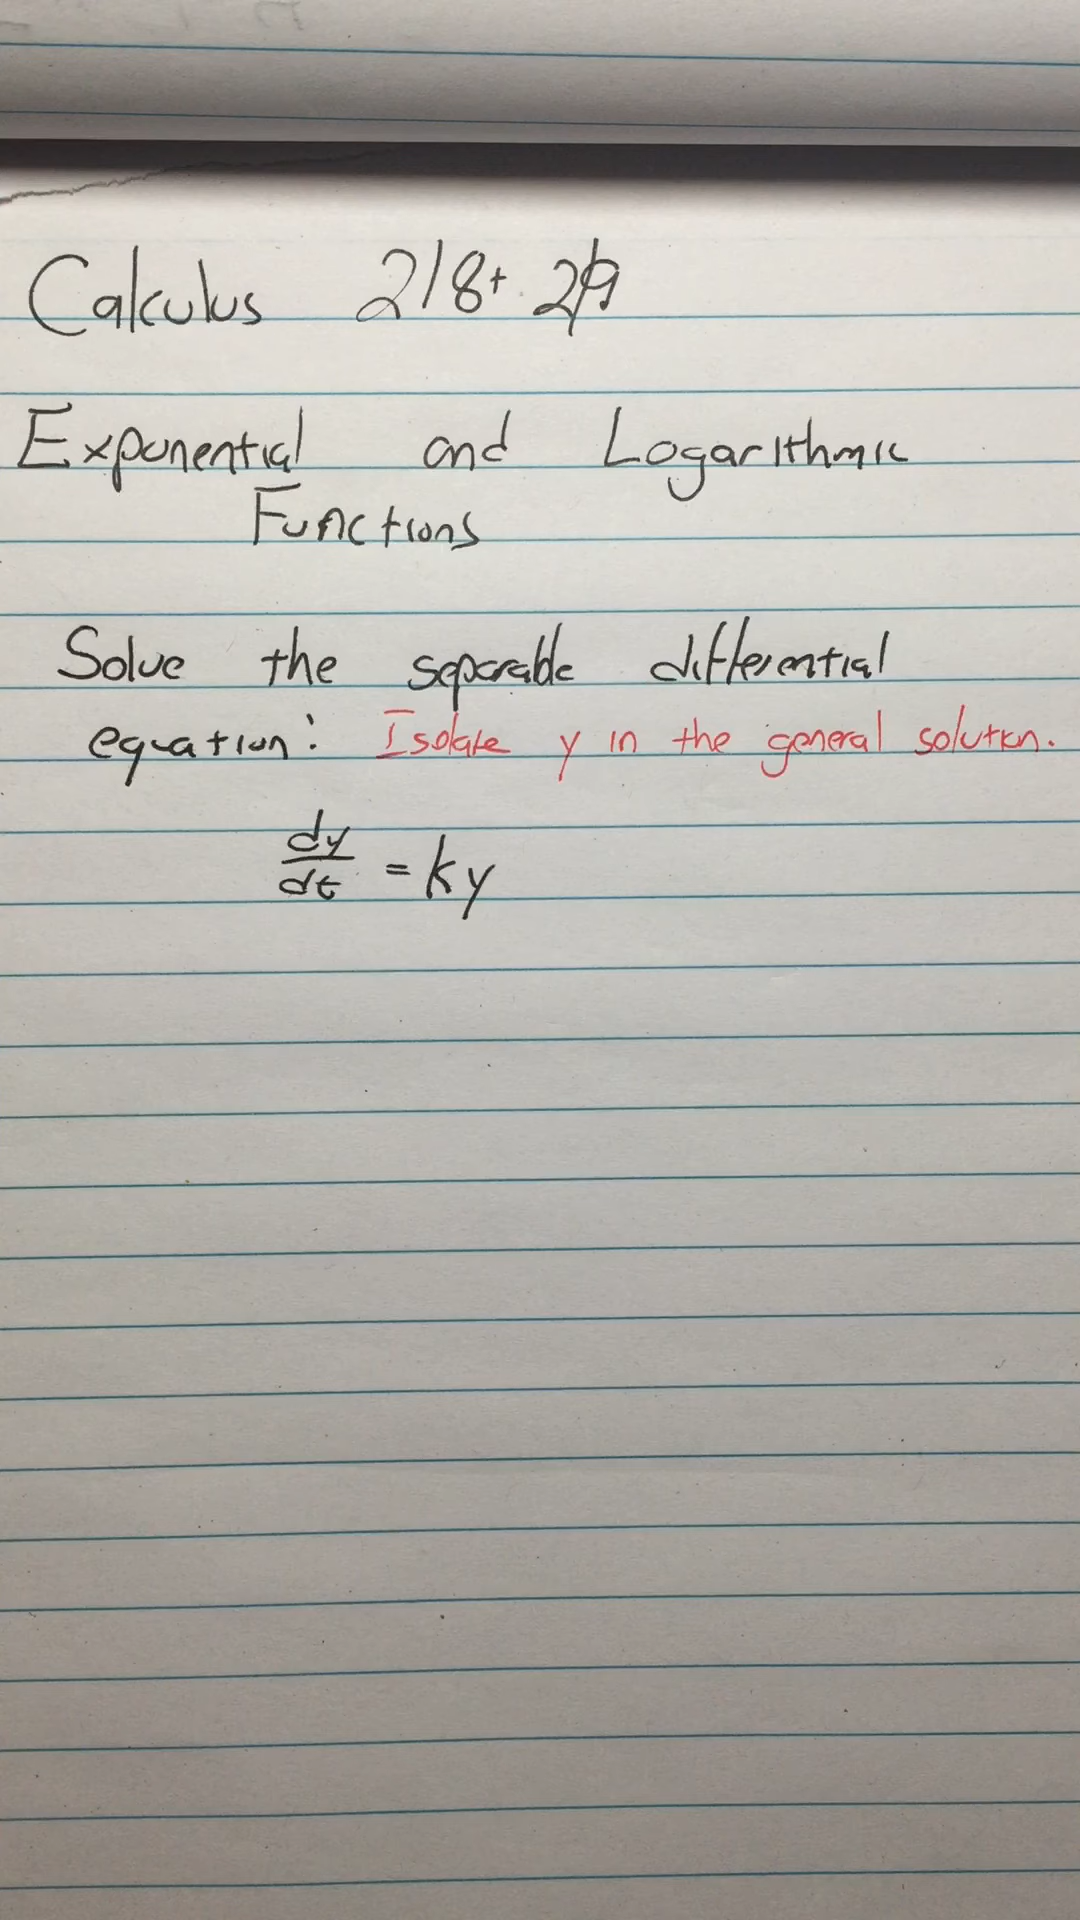 Calculus 2/8+ 2/9
Exponential and Logarithmic
Functions
Solve the separable differential
equation: Isolate y in the general solution.
dy/dt = ky